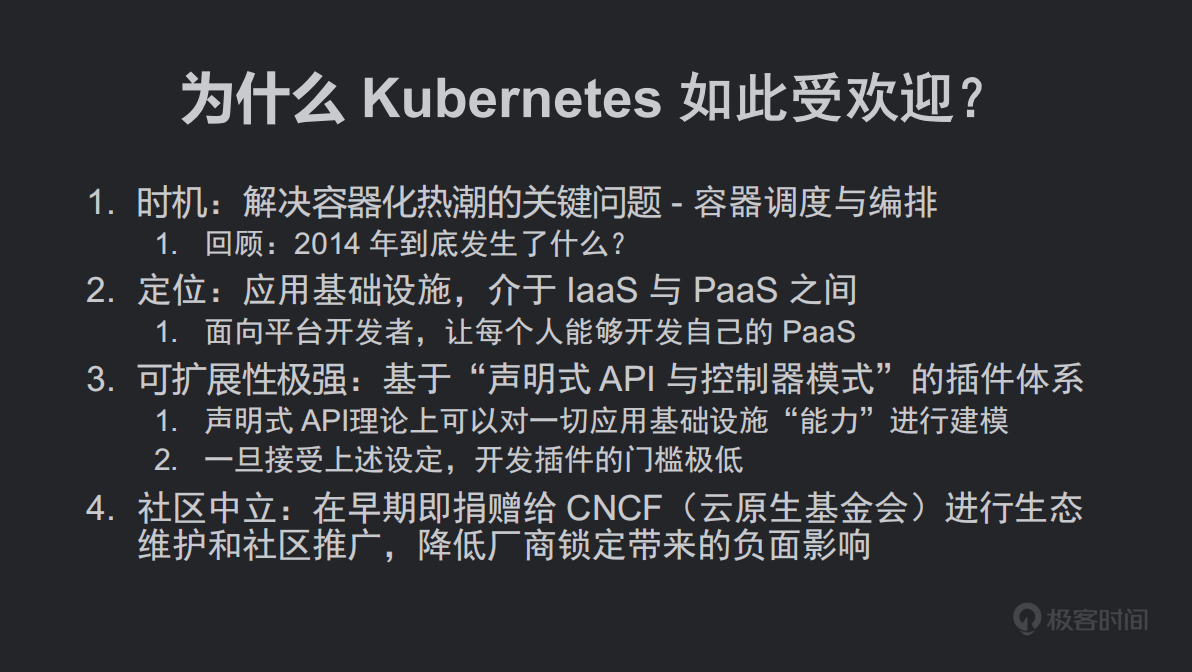 为什么 Kubernetes 如此受欢迎？
1. 时机：解决容器化热潮的关键问题 - 容器调度与编排
1. 回顾：2014 年到底发生了什么？
2. 定位：应用基础设施，介于 IaaS 与 PaaS 之间
1. 面向平台开发者，让每个人能够开发自己的 PaaS
3. 可扩展性极强：基于“声明式 API 与控制器模式”的插件体系
1. 声明式 API理论上可以对一切应用基础设施“能力”进行建模
2. 一旦接受上述设定，开发插件的门槛极低
4. 社区中立：在早期即捐赠给 CNCF（云原生基金会）进行生态
维护和社区推广，降低厂商锁定带来的负面影响
极客时间